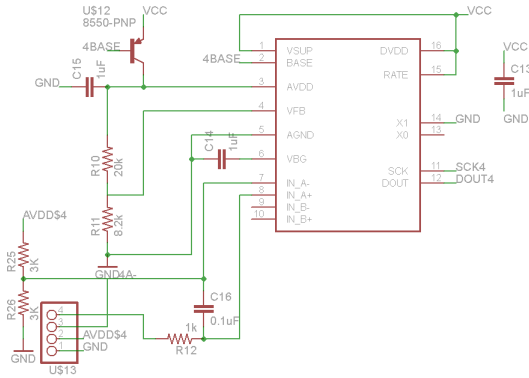 U$12
8550-PNP
VCC
VCC
4BASE
4BASE
GND
C15
1uF
1
VSUP
2
BASE
3
AVDD
4
VFB
5
AGND
6
VBG
7
IN_A-
8
IN_A+
9
IN_B-
10
IN_B+
DVDD
16
RATE
15
X1
14
GND
X0
13
SCK
11
SCK4
DOUT
12
DOUT4
VCC
C13
1uF
GND
C14
1uF
R10
20k
R11
8.2k
GND4A-
AVDD$4
R25
3K
R26
3K
GND
C16
0.1uF
1k
R12
4
3
2
1
AVDD$4
GND
U$13